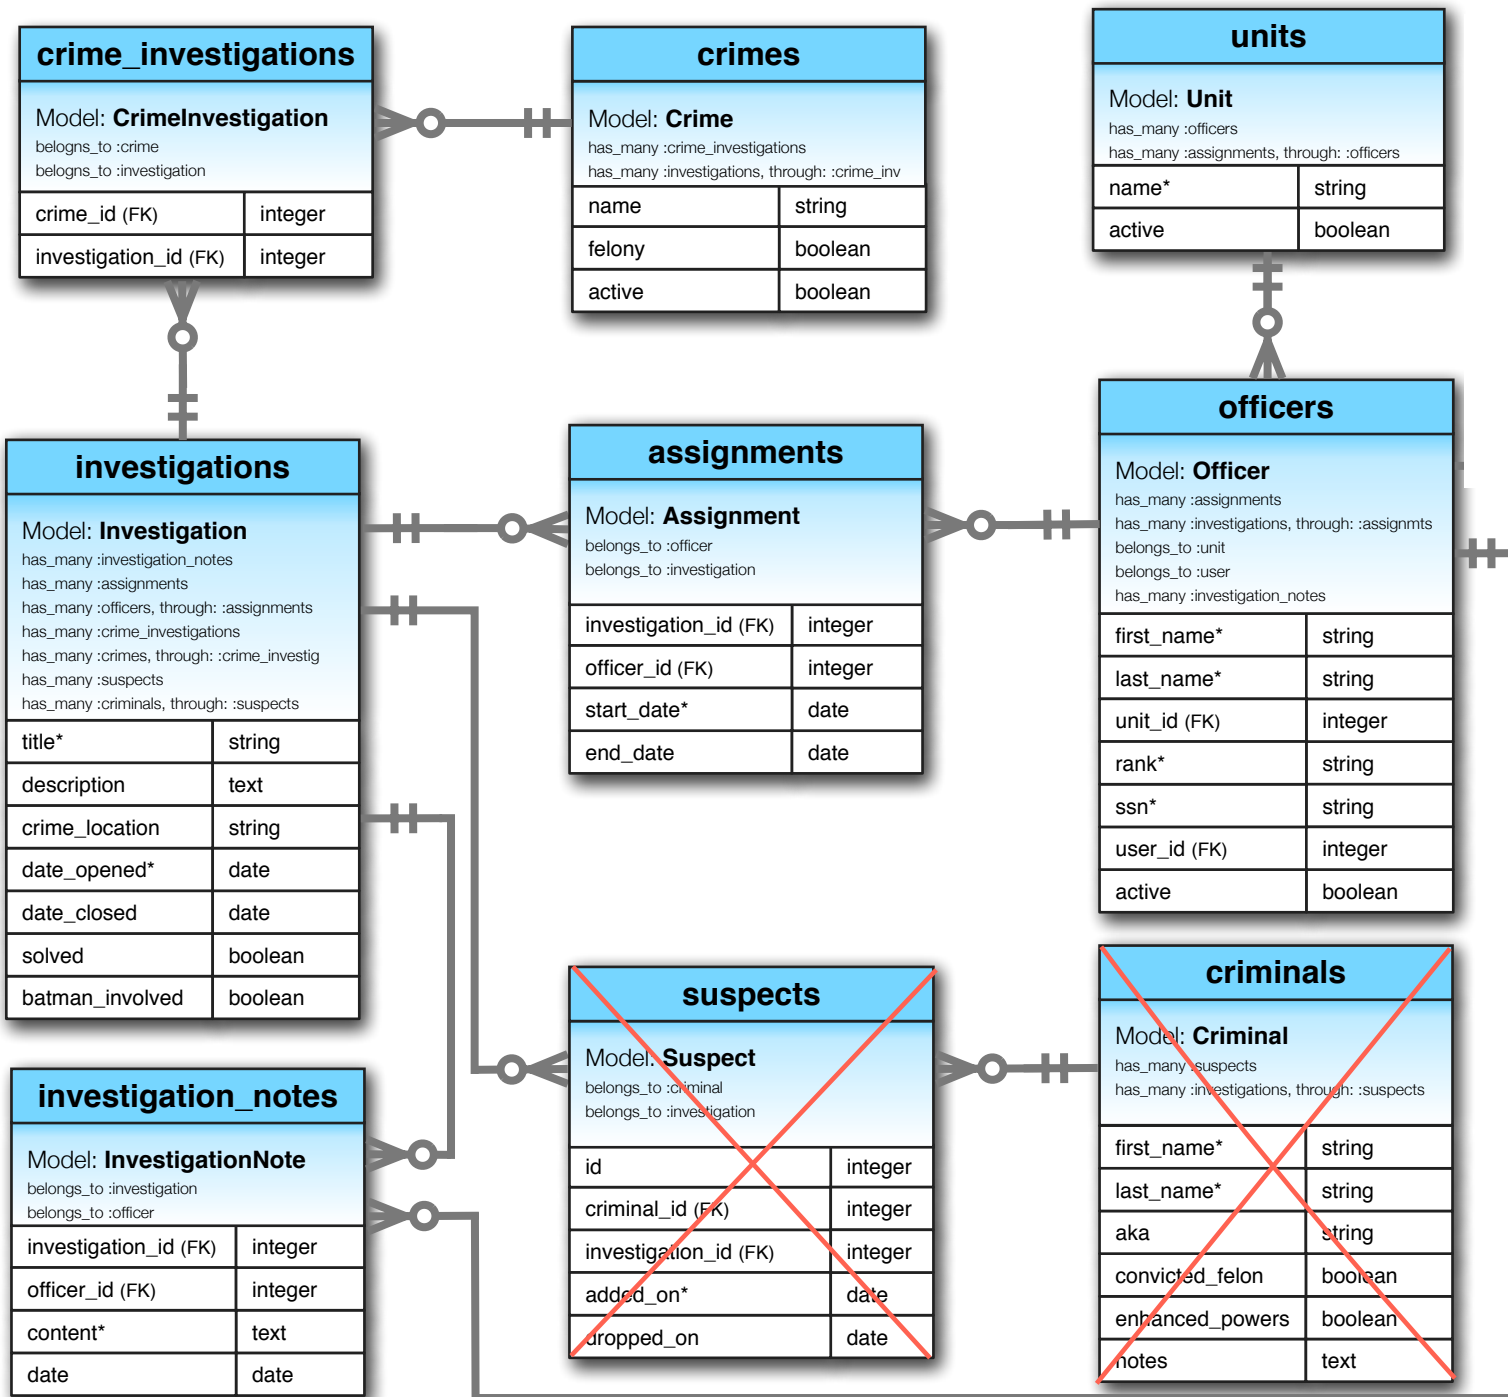 crime_investigations
Model: CrimeInvestigation
belogns_to :crime
belogns_to :investigation
crime_id (FK) integer
investigation_id (FK) integer
crimes
Model: Crime
has_many :crime_investigations
has_many :investigations, through: :crime_inv
name string
felony boolean
active boolean
units
Model: Unit
has_many :officers
has_many :assignments, through: :officers
name* string
active boolean
investigations
Model: Investigation
has_many :investigation_notes
has_many :assignments
has_many :officers, through: :assignments
has_many :crime_investigations
has_many :crimes, through: :crime_investig
has_many :suspects
has_many :criminals, through: :suspects
title* string
description text
crime_location string
date_opened* date
date_closed date
solved boolean
batman_involved boolean
assignments
Model: Assignment
belongs_to :officer
belongs_to :investigation
investigation_id (FK) integer
officer_id (FK) integer
start_date* date
end_date date
officers
Model: Officer
has_many :assignments
has_many :investigations, through: :assignmts
belongs_to :unit
belongs_to :user
has_many :investigation_notes
first_name* string
last_name* string
unit_id (FK) integer
rank* string
ssn* string
user_id (FK) integer
active boolean
investigation_notes
Model: InvestigationNote
belongs_to :investigation
belongs_to :officer
investigation_id (FK) integer
officer_id (FK) integer
content* text
date date
suspects
Model: Suspect
belongs_to :criminal
belongs_to :investigation
id integer
criminal_id (FK) integer
investigation_id (FK) integer
added_on* date
dropped_on date
criminals
Model: Criminal
has_many :suspects
has_many :investigations, through: :suspects
first_name* string
last_name* string
aka string
convicted_felon boolean
enhanced_powers boolean
notes text